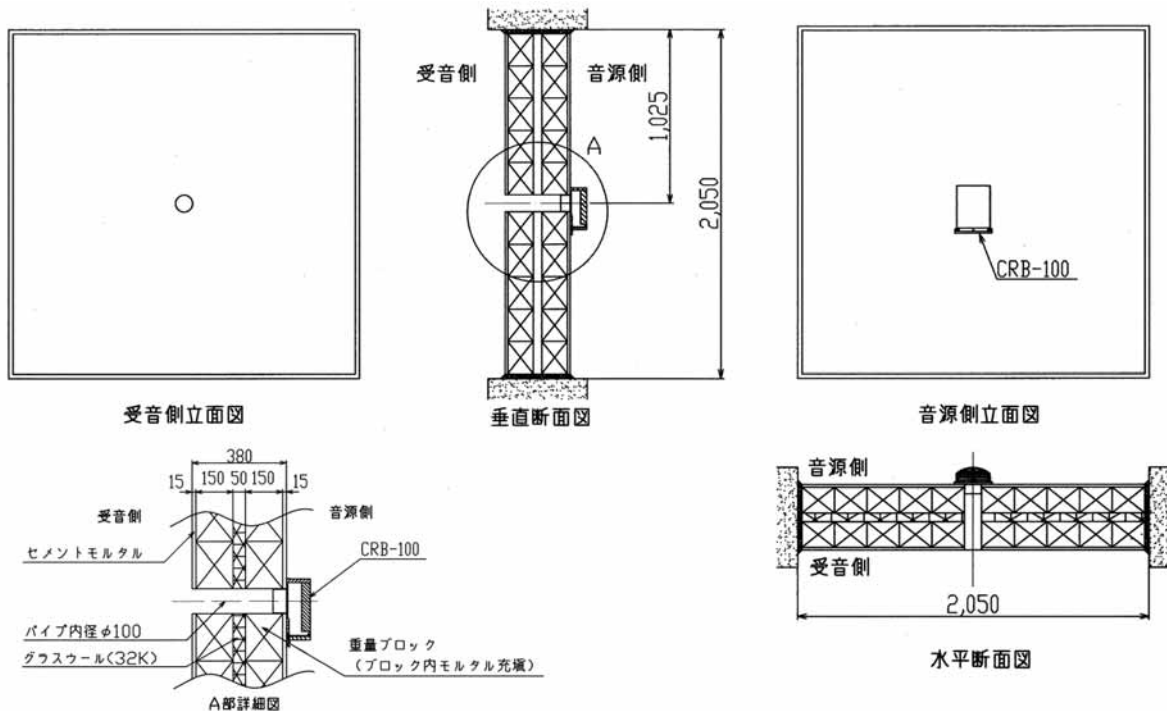 受音側
音源側
A
1,025
2,050
CRB-100
受音側立面図
垂直断面図
音源側立面図
380
15 150 50 150 15
受音側
音源側
セメントモルタル
CRB-100
パイプ内径φ100
グラスウール(32K)
重量ブロック
(ブロック内モルタル充塡)
A部詳細図
音源側
受音側
2,050
水平断面図